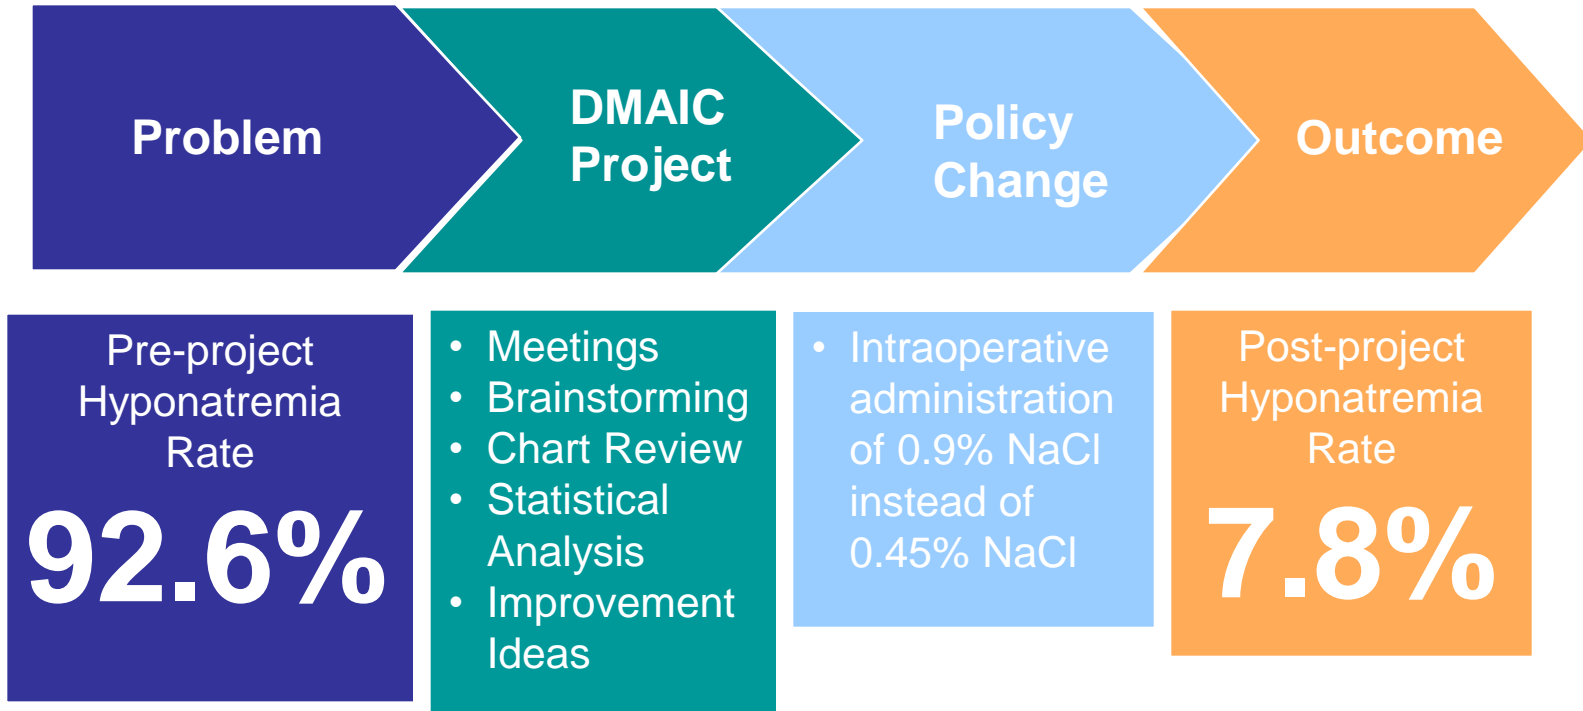 Problem
DMAIC
Project
Policy
Change
Outcome
Pre-project
Hyponatremia
Rate
92.6%
• Meetings
• Brainstorming
• Chart Review
• Statistical
Analysis
• Improvement
Ideas
• Intraoperative
administration
of 0.9% NaCl
instead of
0.45% NaCl
Post-project
Hyponatremia
Rate
7.8%